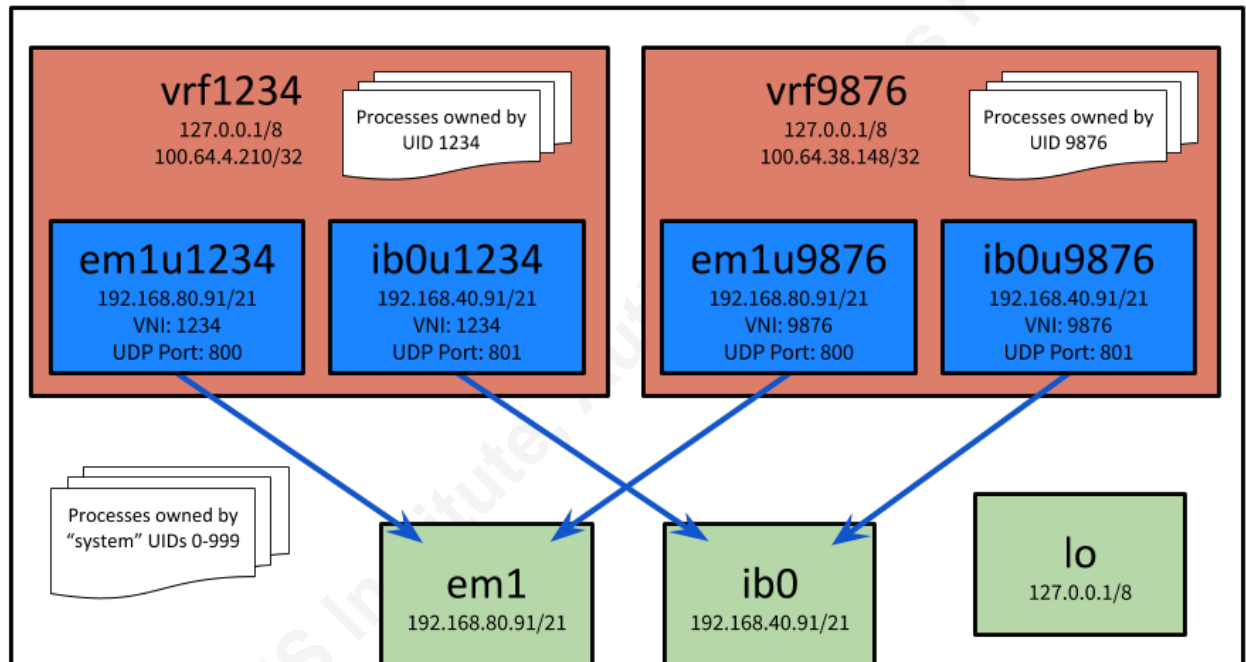 vrf1234
127.0.0.1/8
100.64.4.210/32
Processes owned by
UID 1234
em1u1234
192.168.80.91/21
VNI: 1234
UDP Port: 800
ib0u1234
192.168.40.91/21
VNI: 1234
UDP Port: 801
vrf9876
127.0.0.1/8
100.64.38.148/32
Processes owned by
UID 9876
em1u9876
192.168.80.91/21
VNI: 9876
UDP Port: 800
ib0u9876
192.168.40.91/21
VNI: 9876
UDP Port: 801
Processes owned by
“system” UIDs 0-999
em1
192.168.80.91/21
ib0
192.168.40.91/21
lo
127.0.0.1/8